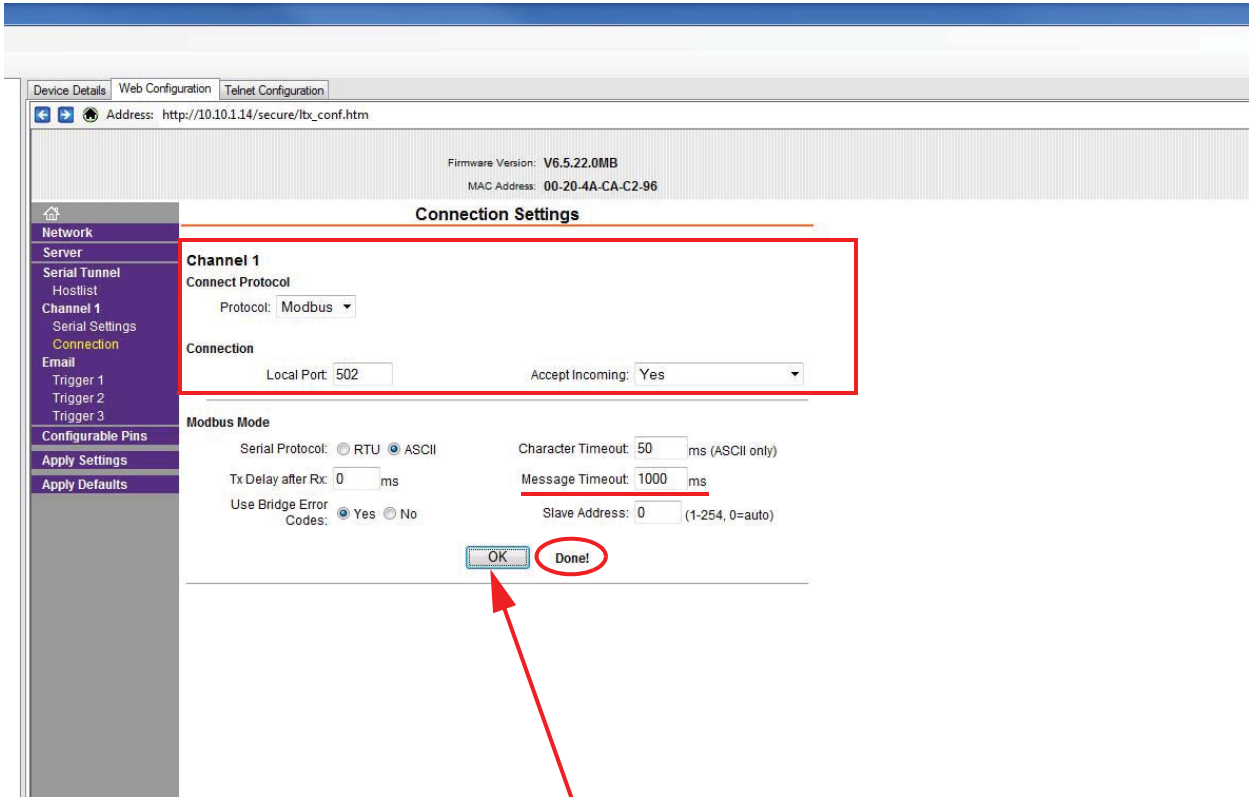 Device Details Web Configuration Telnet Configuration
Address: http://10.10.1.14/secure/ltx_conf.htm
Firmware Version: V6.5.22.0MB
MAC Address: 00-20-4A-CA-C2-96
Network
Server
Serial Tunnel
Hostlist
Channel 1
Serial Settings
Connection
Email
Trigger 1
Trigger 2
Trigger 3
Configurable Pins
Apply Settings
Apply Defaults
Connection Settings
Channel 1
Connect Protocol
Protocol: Modbus
Connection
Local Port: 502 Accept Incoming: Yes
Modbus Mode
Serial Protocol: RTU ASCII Character Timeout: 50 ms (ASCII only)
Tx Delay after Rx: 0 ms Message Timeout: 1000 ms
Use Bridge Error
Codes: Yes No Slave Address: 0 (1-254, 0=auto)
OK Done!